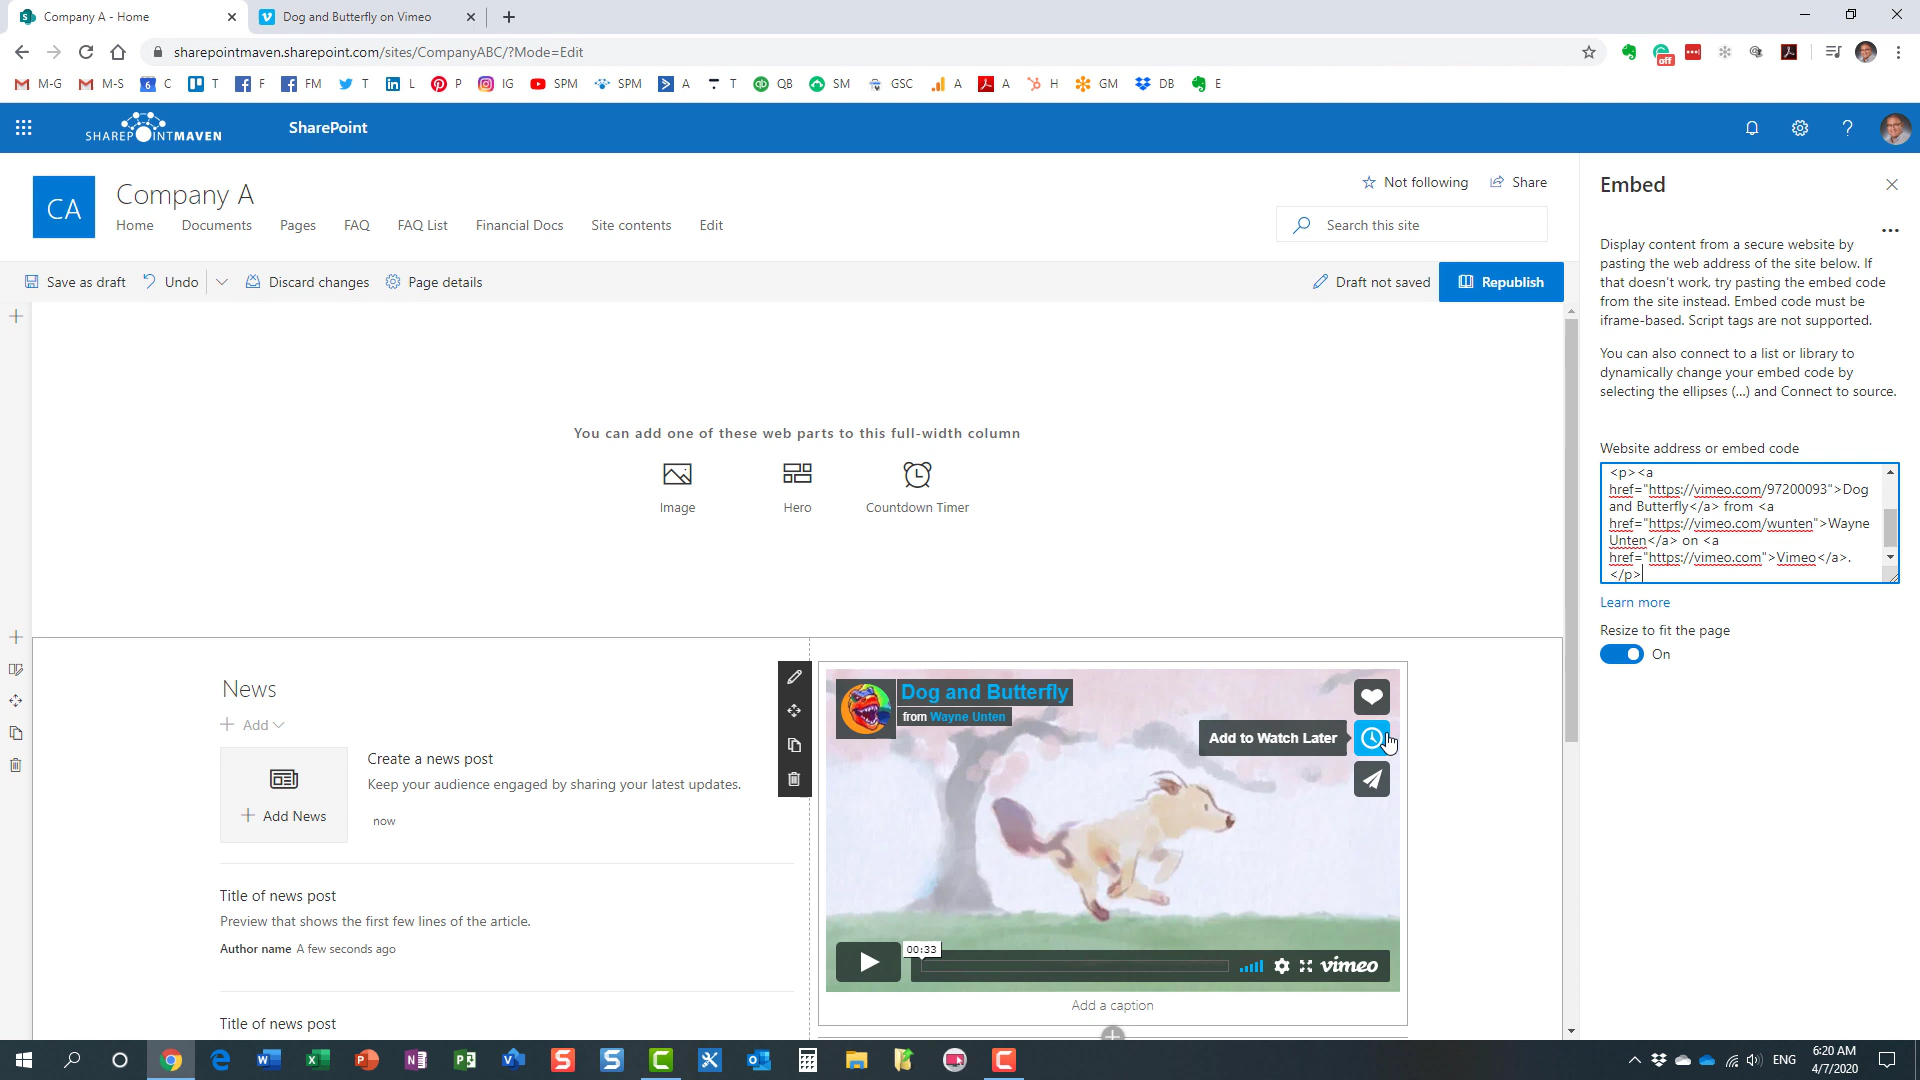 Company A - Home
Dog and Butterfly on Vimeo
sharepointmaven.sharepoint.com/sites/CompanyABC/?Mode=Edit
off
M-G
M-S
6
C
T
F
FM
T
L
P
IG
SPM
SPM
A
T
QB
SM
GSC
A
A
H
GM
DB
E
SHAREPOINTMAVEN
SharePoint
CA
Company A
Home
Documents
Pages
FAQ
FAQ List
Financial Docs
Site contents
Edit
Not following
Share
Search this site
Save as draft
Undo
Discard changes
Page details
Draft not saved
Republish
You can add one of these web parts to this full-width column
Image
Hero
Countdown Timer
News
Add
Add News
Create a news post
Keep your audience engaged by sharing your latest updates.
now
Title of news post
Preview that shows the first few lines of the article.
Author name A few seconds ago
Title of news post
Dog and Butterfly
from Wayne Unten
Add to Watch Later
00:33
vimeo
Add a caption
Embed
Display content from a secure website by
pasting the web address of the site below. If
that doesn't work, try pasting the embed code
from the site instead. Embed code must be
iframe-based. Script tags are not supported.
You can also connect to a list or library to
dynamically change your embed code by
selecting the ellipses (...) and Connect to source.
Website address or embed code
<p><a
href="https://vimeo.com/97200093">Dog
and Butterfly</a> from <a
href="https://vimeo.com/wunten">Wayne
Unten</a> on <a
href="https://vimeo.com">Vimeo</a>.
</p>
Learn more
Resize to fit the page
On
ENG
6:20 AM
4/7/2020